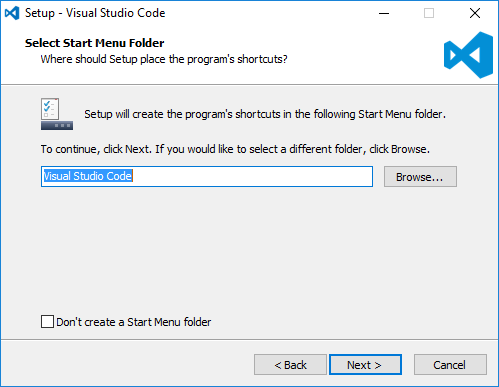 Setup - Visual Studio Code
Select Start Menu Folder
Where should Setup place the program's shortcuts?
Setup will create the program's shortcuts in the following Start Menu folder.
To continue, click Next. If you would like to select a different folder, click Browse.
Visual Studio Code
Browse...
Don't create a Start Menu folder
< Back
Next >
Cancel